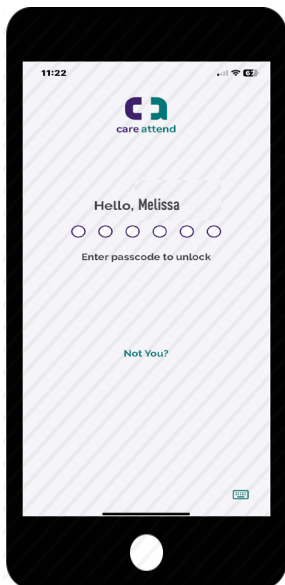 11:22
care attend
Hello, Melissa
Enter passcode to unlock
Not You?